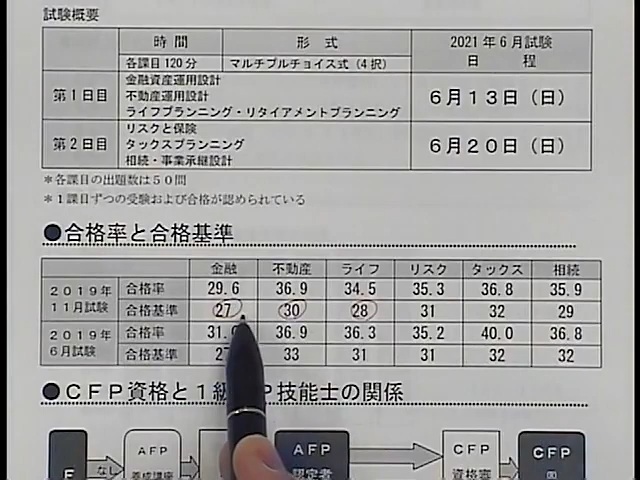 試験概要
時間 形式 2021年6月試験
各課目120分 マルチプルチョイス式(4択) 日程
第1日目 金融資産運用設計
不動産運用設計 6月13日(日)
ライフプランニング・リタイアメントプランニング
第2日目 リスクと保険
タックスプランニング 6月20日(日)
相続・事業承継設計
*各課目の出題数は50問
*1課目ずつの受験および合格が認められている
●合格率と合格基準
金融 不動産 ライフ リスク タックス 相続
2019年11月試験 合格率 29.6 36.9 34.5 35.3 36.8 35.9
合格基準 27 30 28 31 32 29
2019年6月試験 合格率 31. 36.9 36.3 35.2 40.0 36.8
合格基準 33 31 31 32 32
●CFP資格と1級 P技能士の関係
AFP AFP CFP CFP
なし 養成講座 認定者 資格審